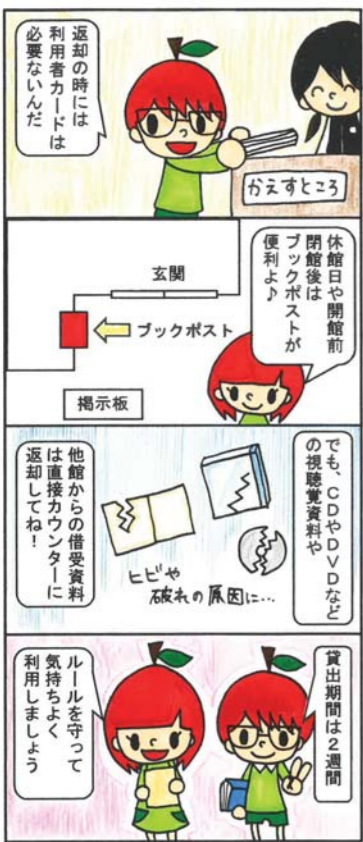 返却の時には
利用者カードは
必要ないんだ
かえすところ
休館日や開館前
閉館後は
ブックポストが
便利よ♪
玄関
ブックポスト
掲示板
でも、CDやDVDなど
の視聴覚資料や
ヒビや
破れの原因に…
他館からの借受資料
は直接カウンターに
返却してね！
貸出期間は2週間
ルールを守って
気持ちよく
利用しましょう